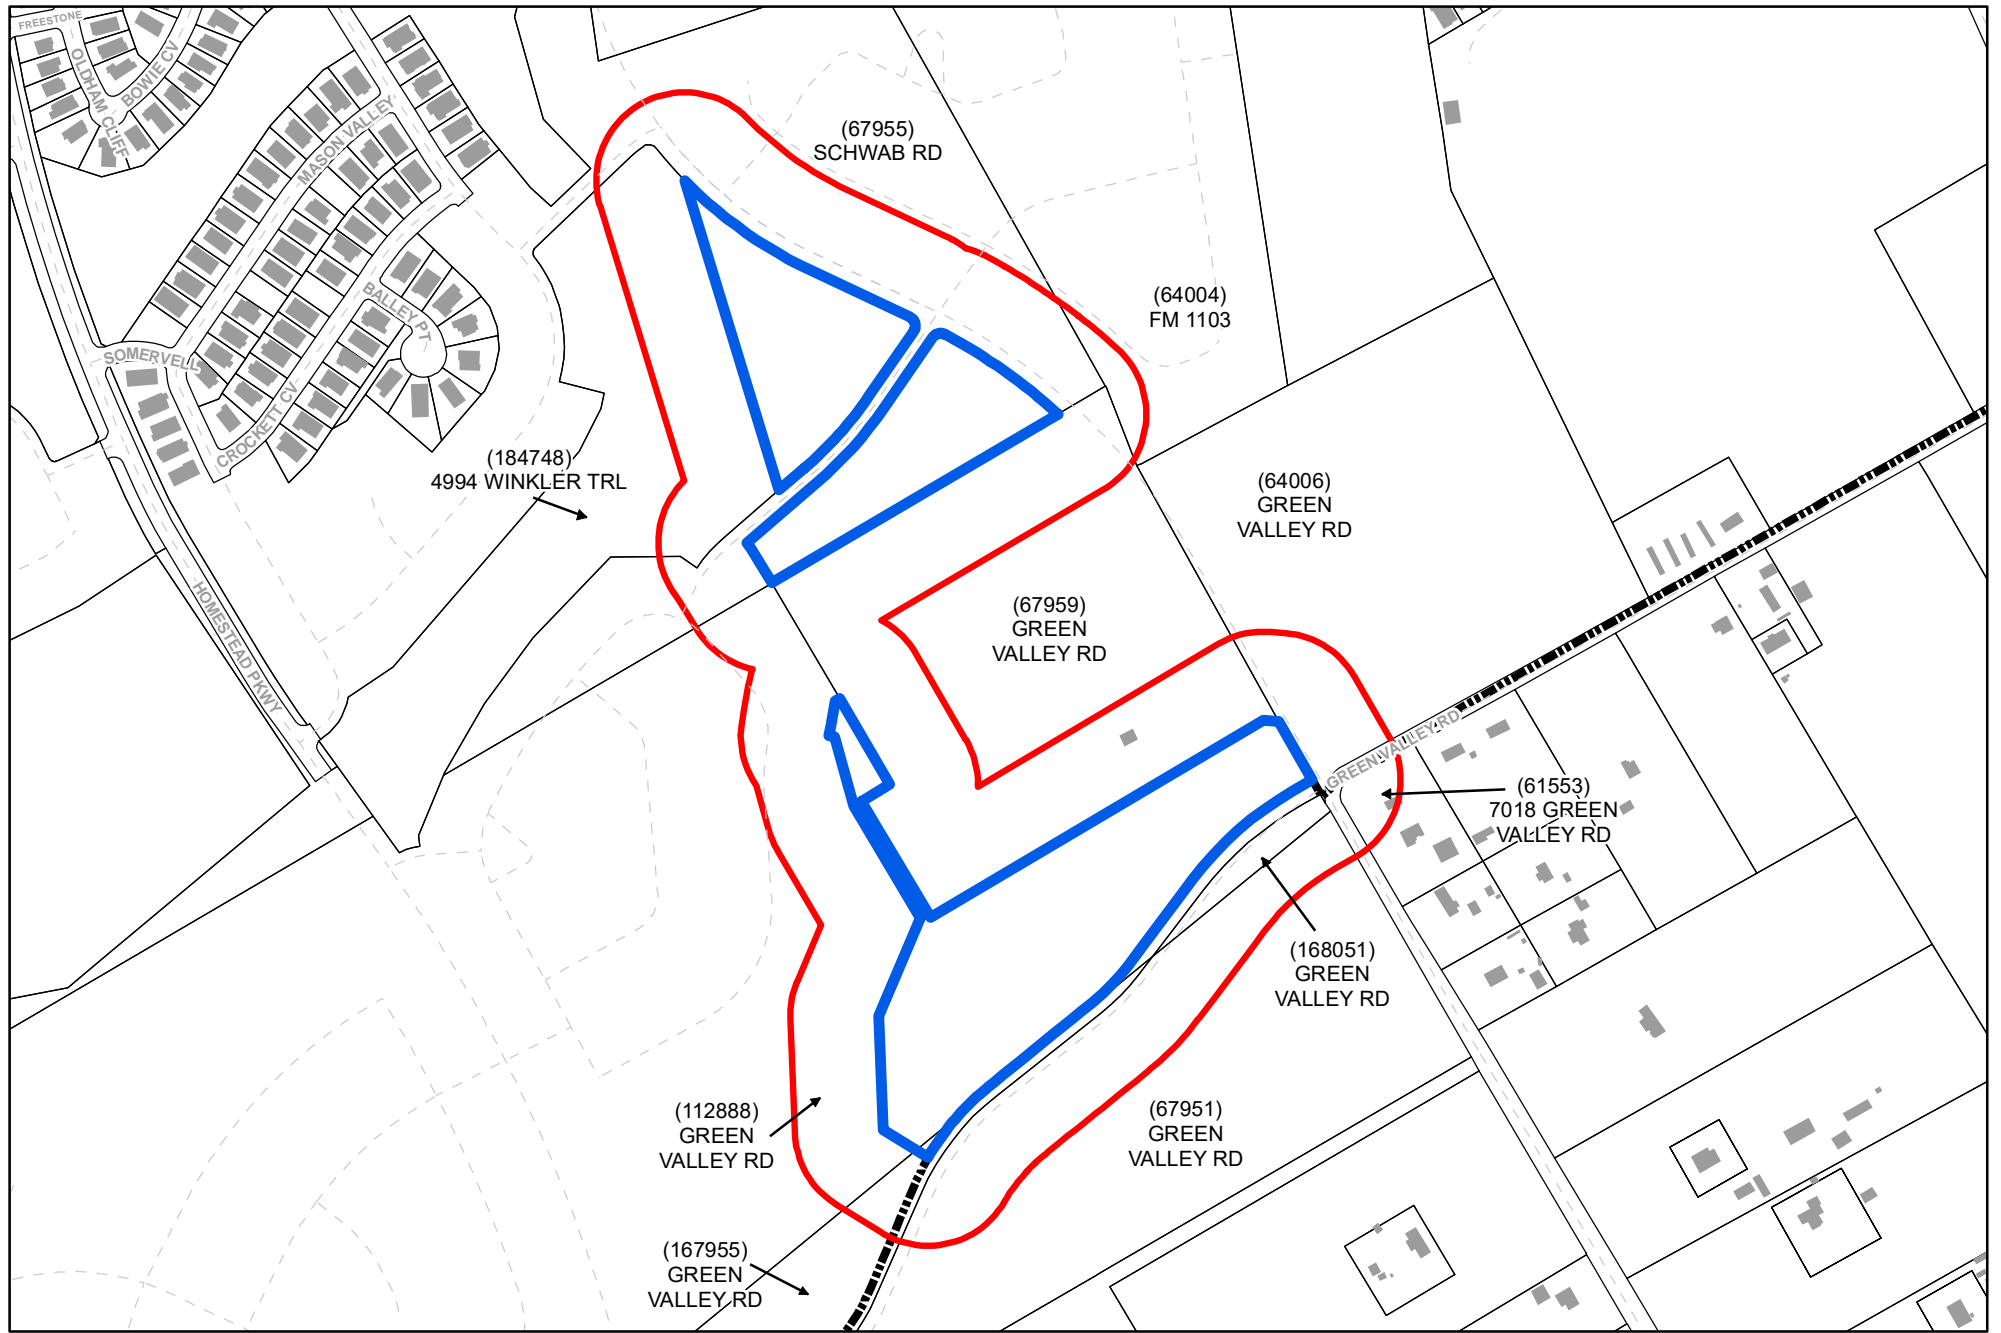 FREESTONE
OLDHAM CLIFF
BOWIE CV
MASON VALLEY
(67955)
SCHWAB RD
(64004)
FM 1103
BALLEY PT
SOMERVELL
CROCKETT CV
(184748)
4994 WINKLER TRL
(64006)
GREEN
VALLEY RD
HOMESTEAD PKWY
(67959)
GREEN
VALLEY RD
GREEN VALLEY RD
(61553)
7018 GREEN
VALLEY RD
(168051)
GREEN
VALLEY RD
(112888)
GREEN
VALLEY RD
(67951)
GREEN
VALLEY RD
(167955)
GREEN
VALLEY RD